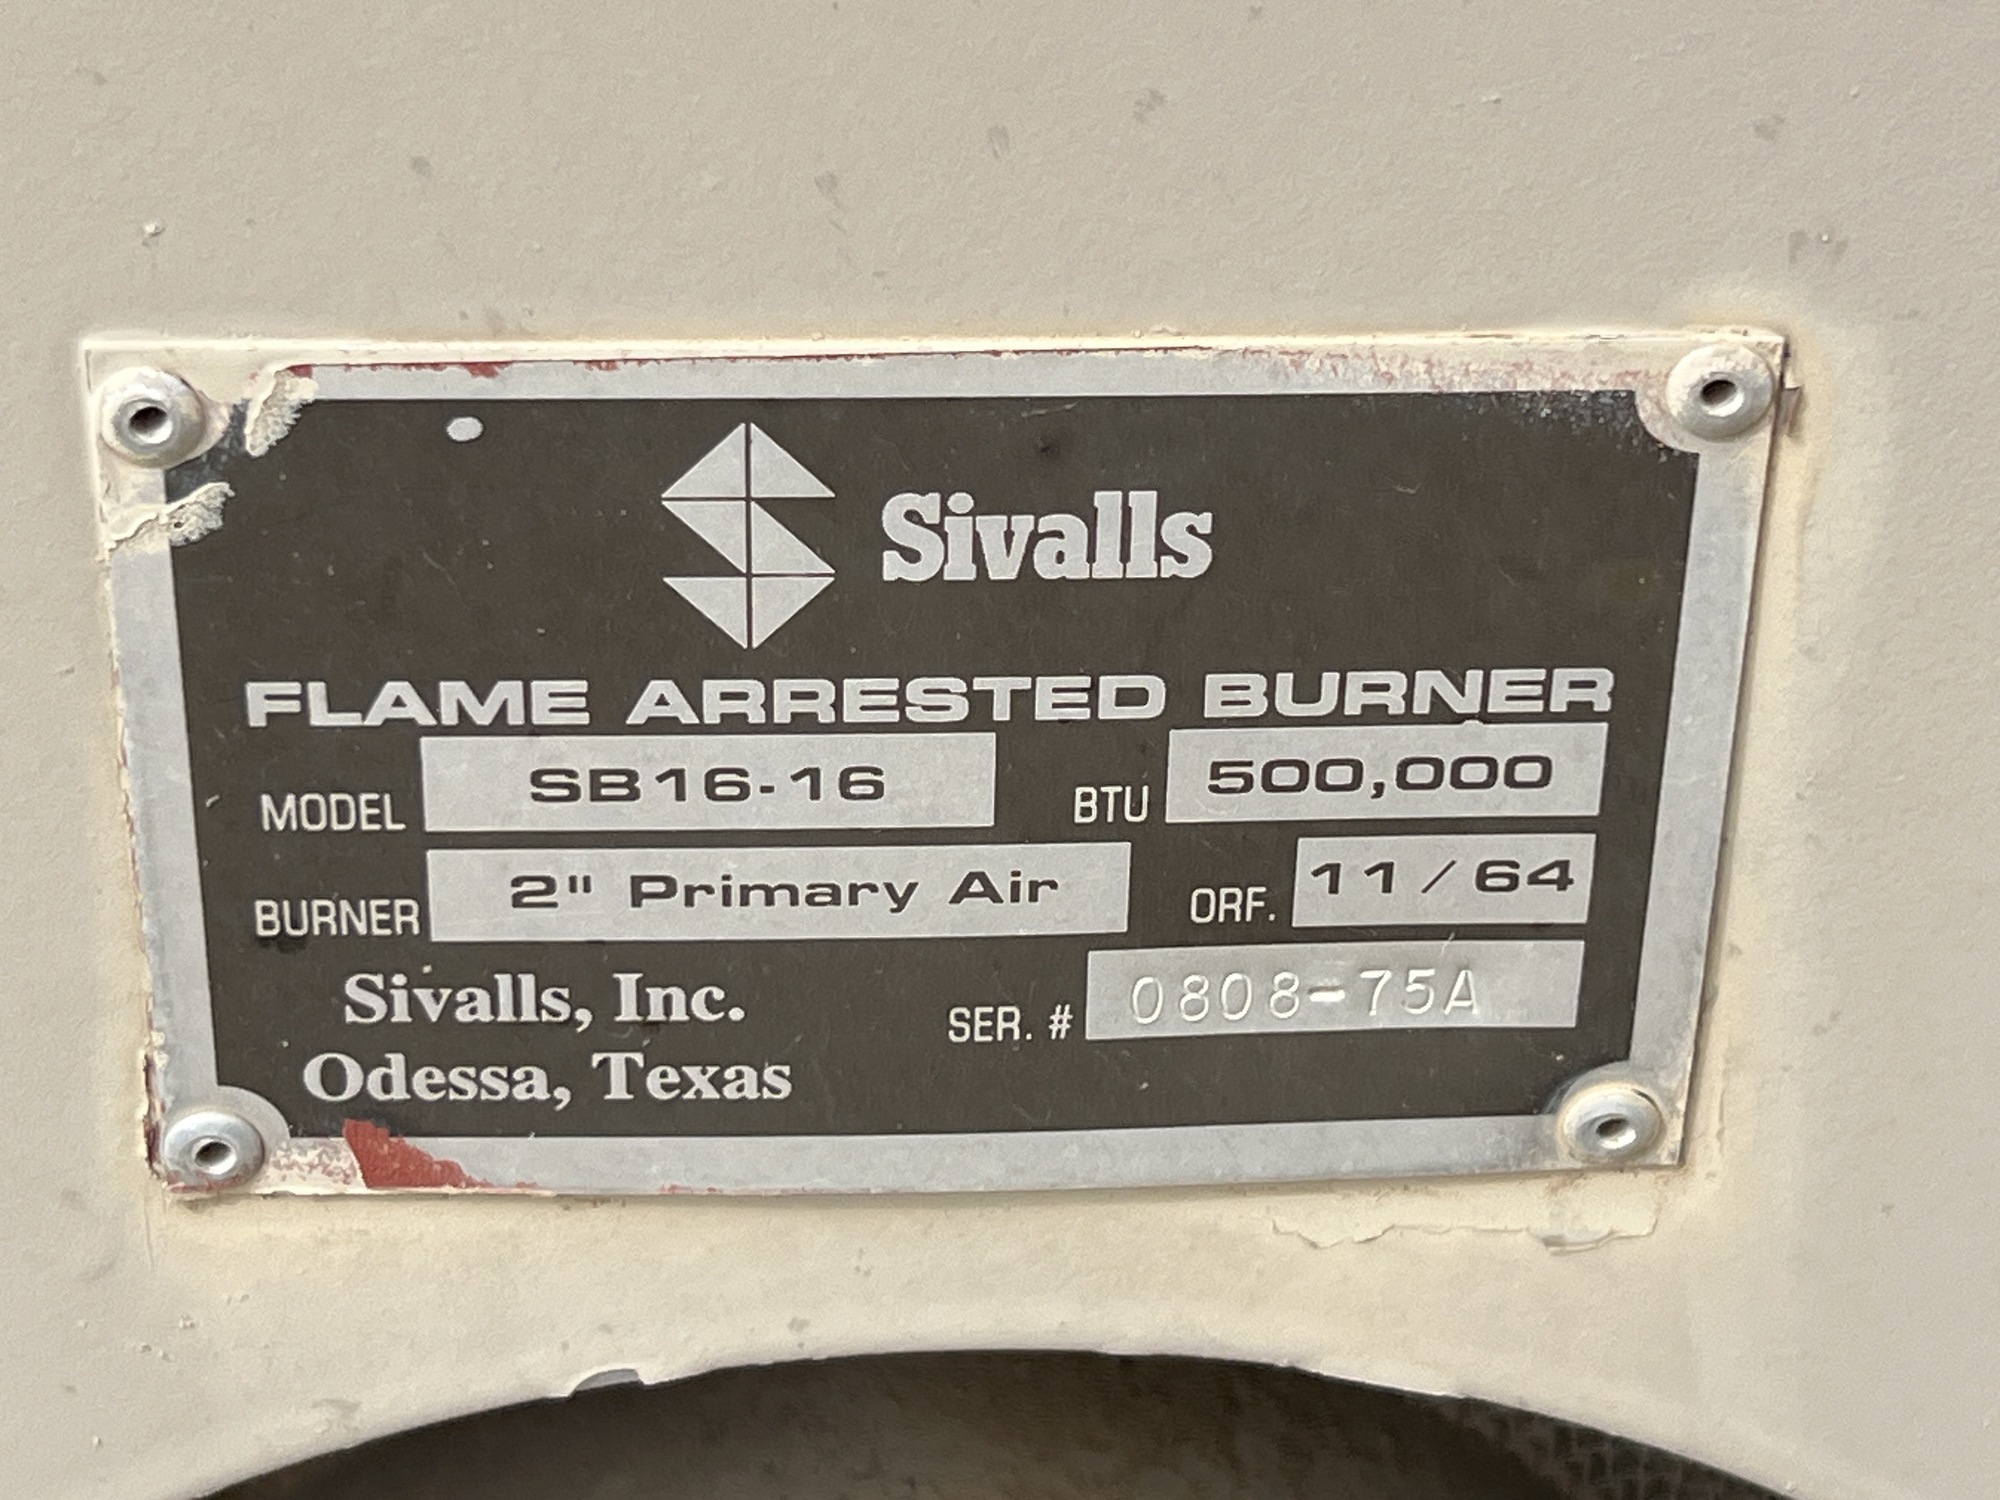 Sivalls
FLAME ARRESTED BURNER
MODEL SB16-16 BTU 500,000
BURNER 2" Primary Air ORF. 11/64
Sivalls, Inc. SER. # 0808-75A
Odessa, Texas